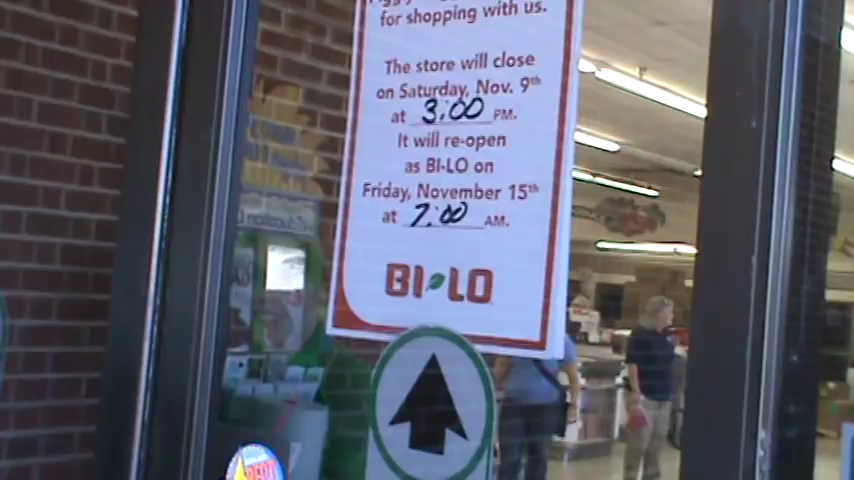 for shopping with us.
The store will close
on Saturday, Nov. 9th
at 3:00 PM.
It will re-open
as BI-LO on
Friday, November 15th
at 7:00 AM.
BI-LO